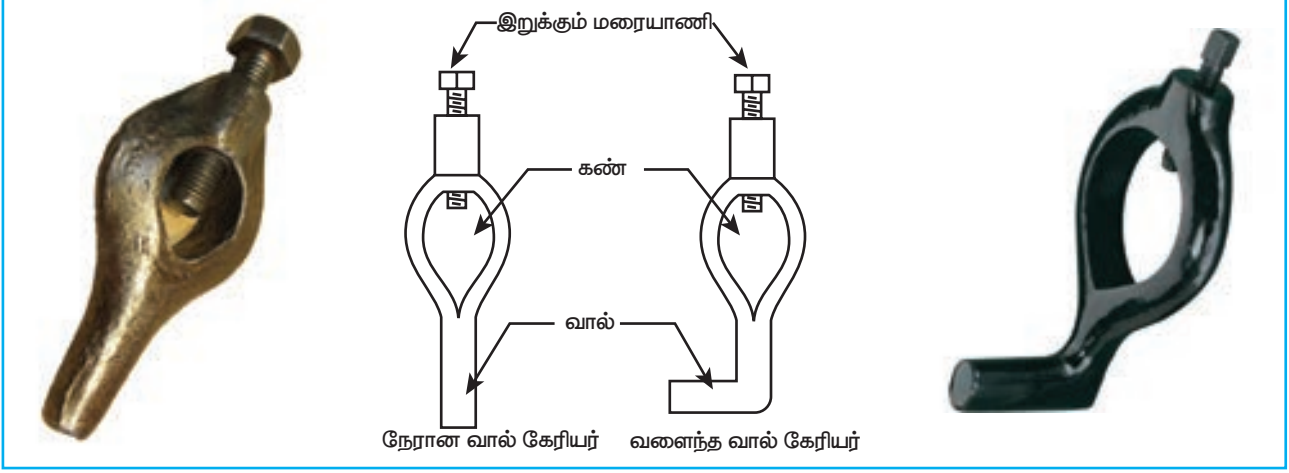 இறுக்கும் மரையாணி
கண்
வால்
நேரான வால் கேரியர்
வளைந்த வால் கேரியர்